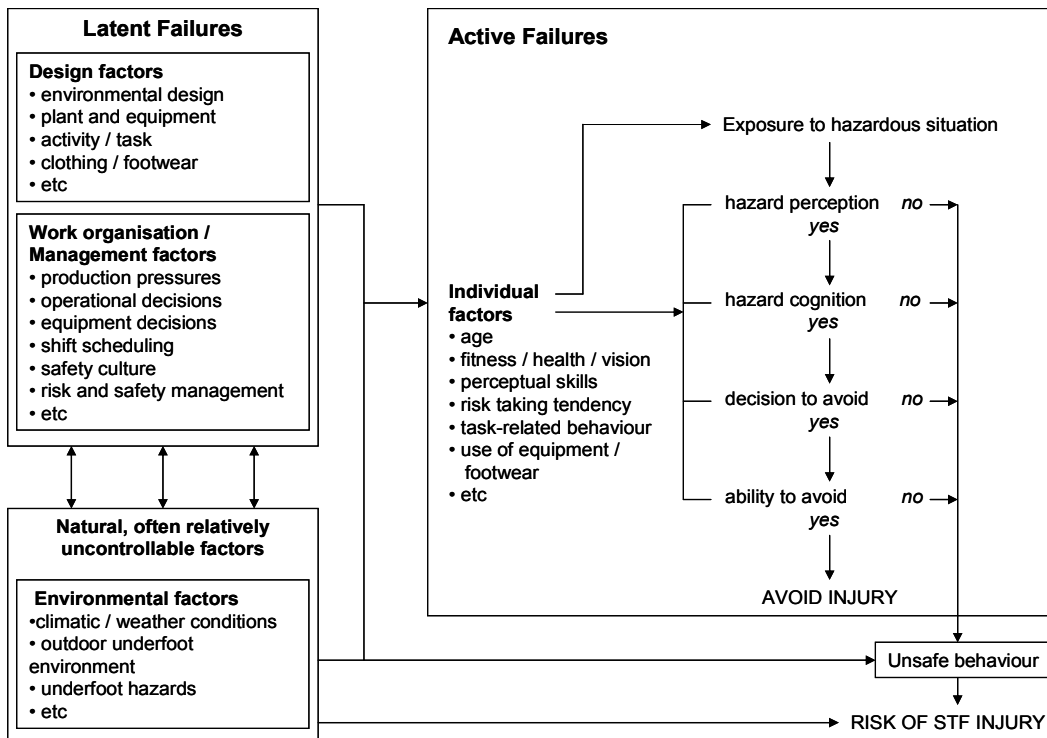 Latent Failures
Design factors
• environmental design
• plant and equipment
• activity / task
• clothing / footwear
• etc
Work organisation /
Management factors
• production pressures
• operational decisions
• equipment decisions
• shift scheduling
• safety culture
• risk and safety management
• etc
Natural, often relatively
uncontrollable factors
Environmental factors
•climatic / weather conditions
• outdoor underfoot
environment
• underfoot hazards
• etc
Active Failures
Individual
factors
• age
• fitness / health / vision
• perceptual skills
• risk taking tendency
• task-related behaviour
• use of equipment /
footwear
• etc
Exposure to hazardous situation
hazard perception no
yes
hazard cognition no
yes
decision to avoid no
yes
ability to avoid no
yes
AVOID INJURY
Unsafe behaviour
RISK OF STF INJURY